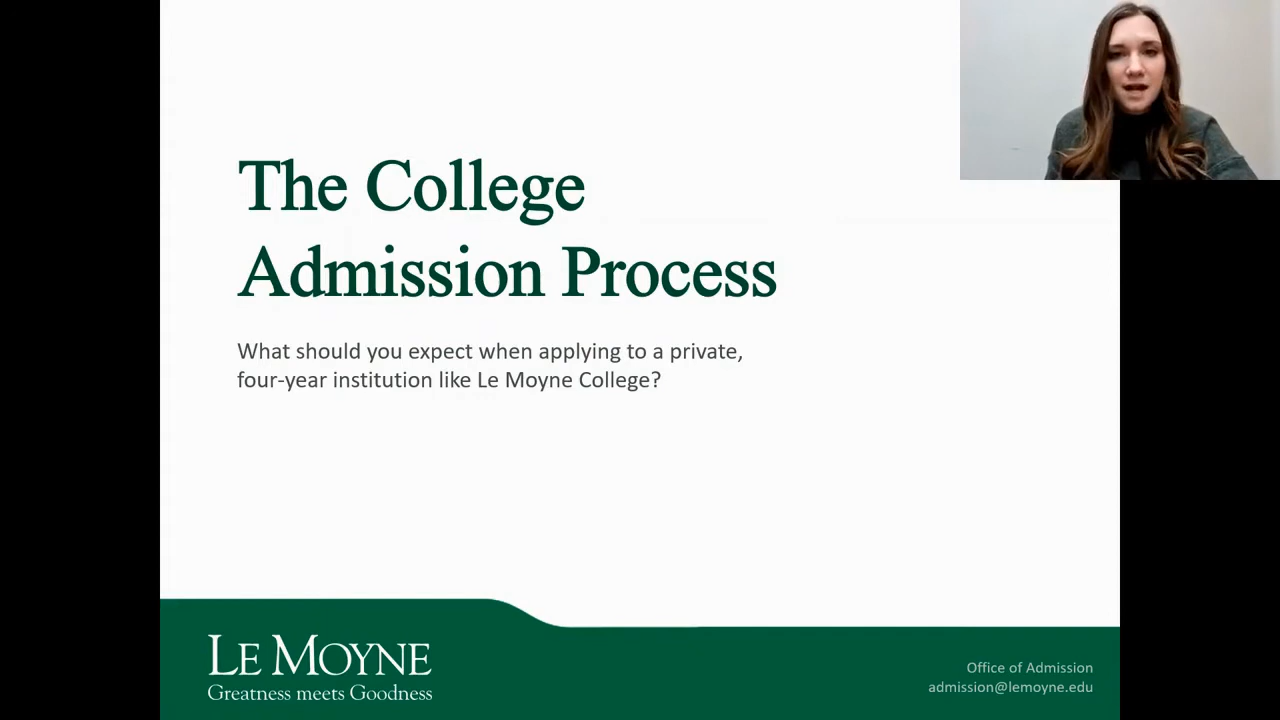 The College
Admission Process
What should you expect when applying to a private,
four-year institution like Le Moyne College?
LE MOYNE
Greatness meets Goodness
Office of Admission
admission@lemoyne.edu